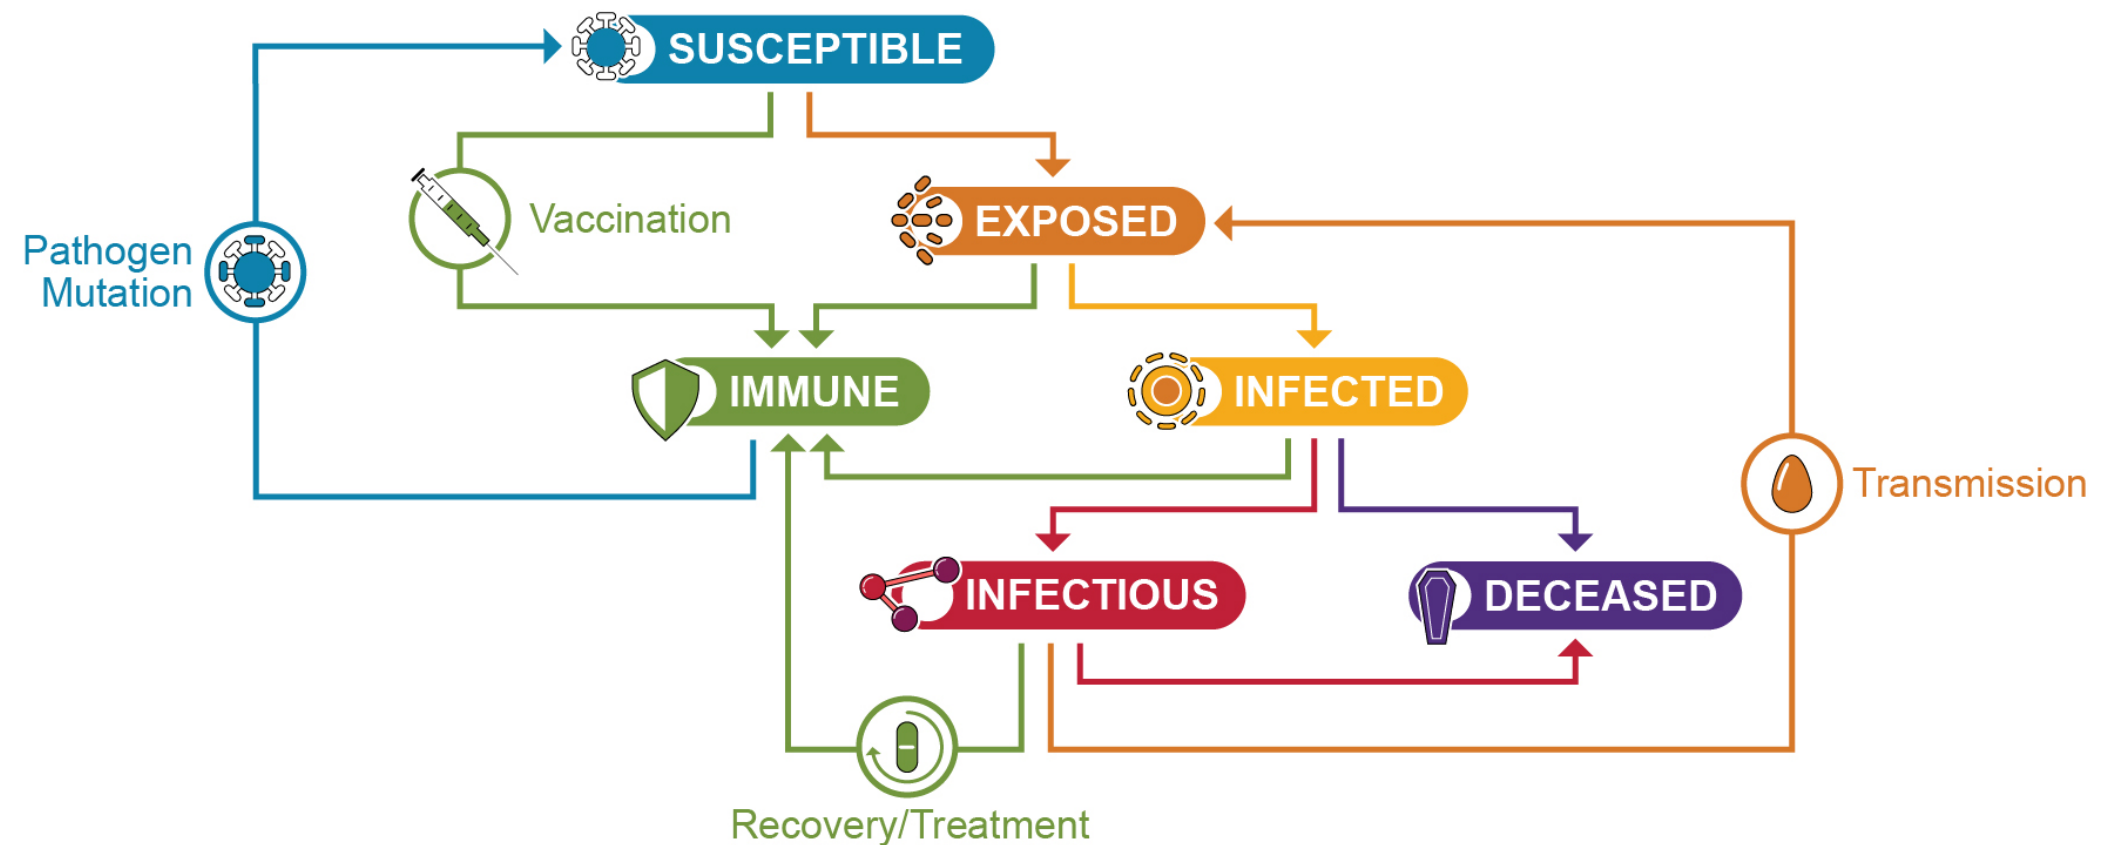 SUSCEPTIBLE
Vaccination
EXPOSED
Pathogen
Mutation
IMMUNE
INFECTED
Transmission
INFECTIOUS
DECEASED
Recovery/Treatment